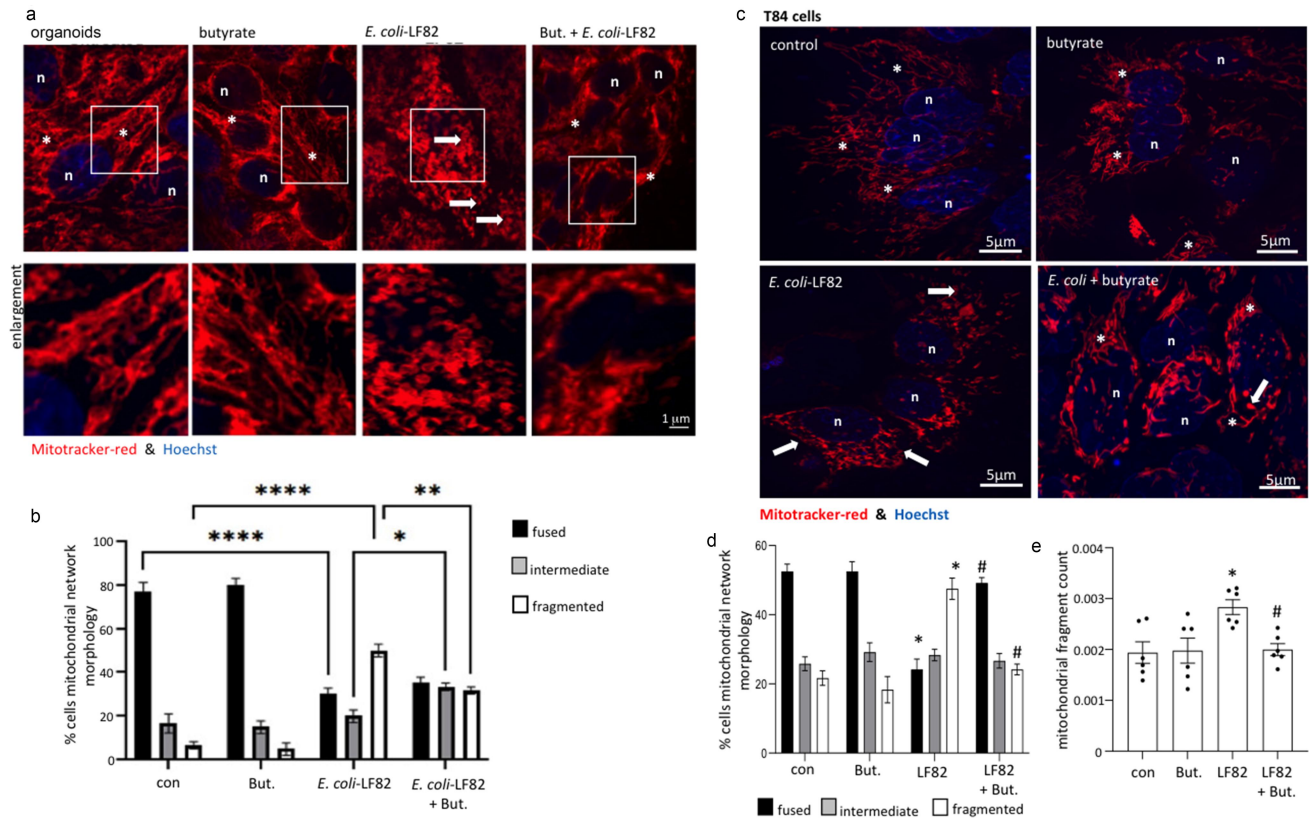 a
organoids
butyrate
E. coli-LF82
But. + E. coli-LF82
n
*
*
n
n
n
*
n
*
n
n
*
*
enlargement
1 μm
Mitotracker-red & Hoechst
b
****
**
****
*
% cells mitochondrial network
morphology
100
80
60
40
20
0
con
But.
E. coli-LF82
E. coli-LF82
+ But.
fused
intermediate
fragmented
c
T84 cells
control
*
n
*
n
*
n
5μm
butyrate
*
n
*
n
n
*
5μm
E. coli-LF82
n
n
n
5μm
E. coli + butyrate
*
*
n
n
n
*
5μm
Mitotracker-red & Hoechst
d
% cells mitochondrial network
morphology
60
40
20
0
*
*
#
#
con
But.
LF82
LF82
+ But.
fused
intermediate
fragmented
e
mitochondrial fragment count
0.004
0.003
0.002
0.001
0
*
#
con
But.
LF82
LF82
+ But.